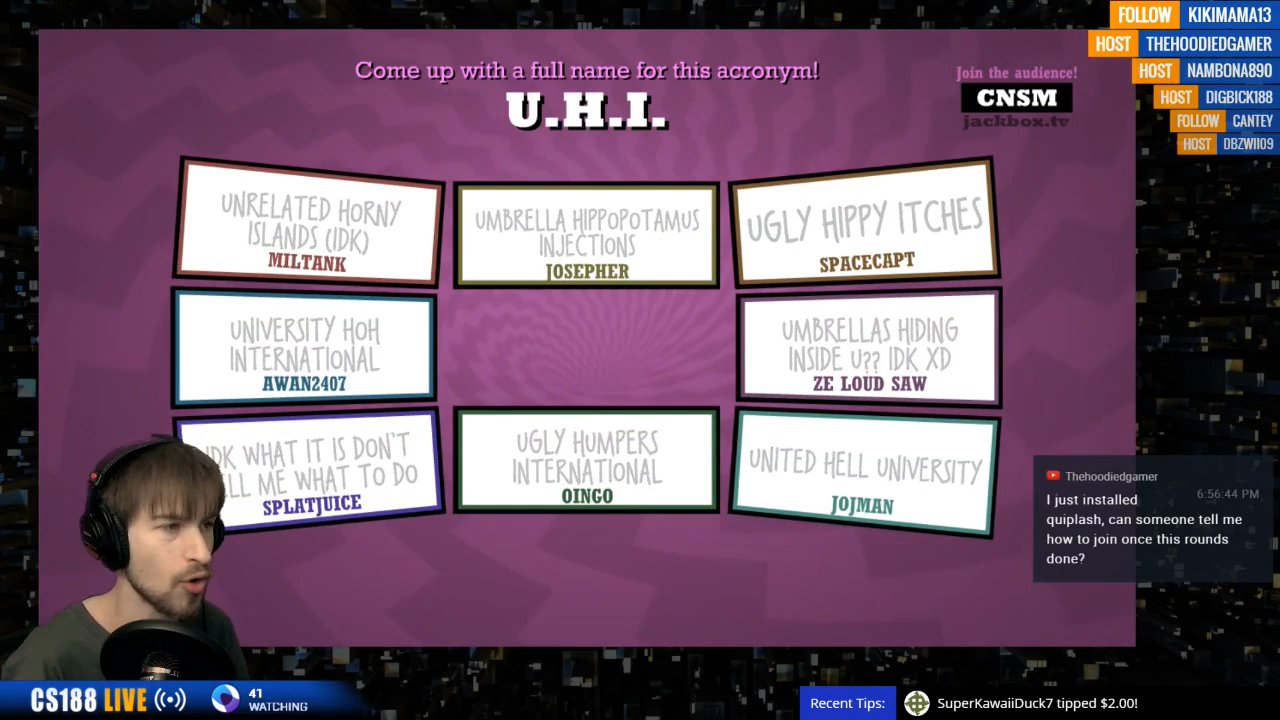 FOLLOW KIKIMAMA13
HOST THEHOODIEDGAMER
HOST NAMBONA890
HOST DIGBICK188
FOLLOW CANTEY
HOST DBZWII09
Come up with a full name for this acronym!
U.H.I.
Join the audience!
CNSM
jackbox.tv
UNRELATED HORNY
ISLANDS (IDK)
MILTANK
UMBRELLA HIPPOPOTAMUS
INJECTIONS
JOSEPHER
UGLY HIPPY ITCHES
SPACECAPT
UNIVERSITY HOH
INTERNATIONAL
AWAN2407
UMBRELLAS HIDING
INSIDE U?? IDK XD
ZE LOUD SAW
IDK WHAT IT IS DON'T
ME WHAT TO DO
SPLATJUICE
UGLY HUMPERS
INTERNATIONAL
OINGO
UNITED HELL UNIVERSITY
JOJMAN
Thehoodiedgamer
6:56:44 PM
I just installed
quiplash, can someone tell me
how to join once this rounds
done?
CS188 LIVE
41
WATCHING
Recent Tips:
SuperKawaiiDuck7 tipped $2.00!